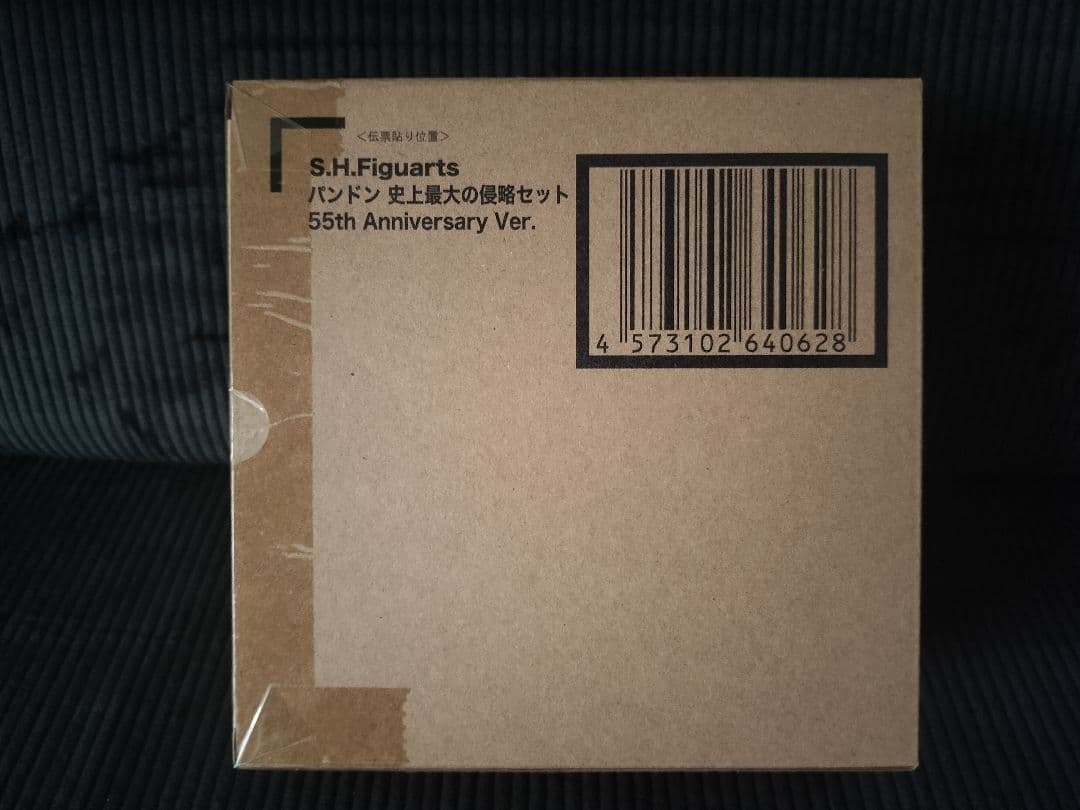 <伝票貼り位置>
S.H.Figuarts
パンドン 史上最大の侵略セット
55th Anniversary Ver.
4 573102 640628